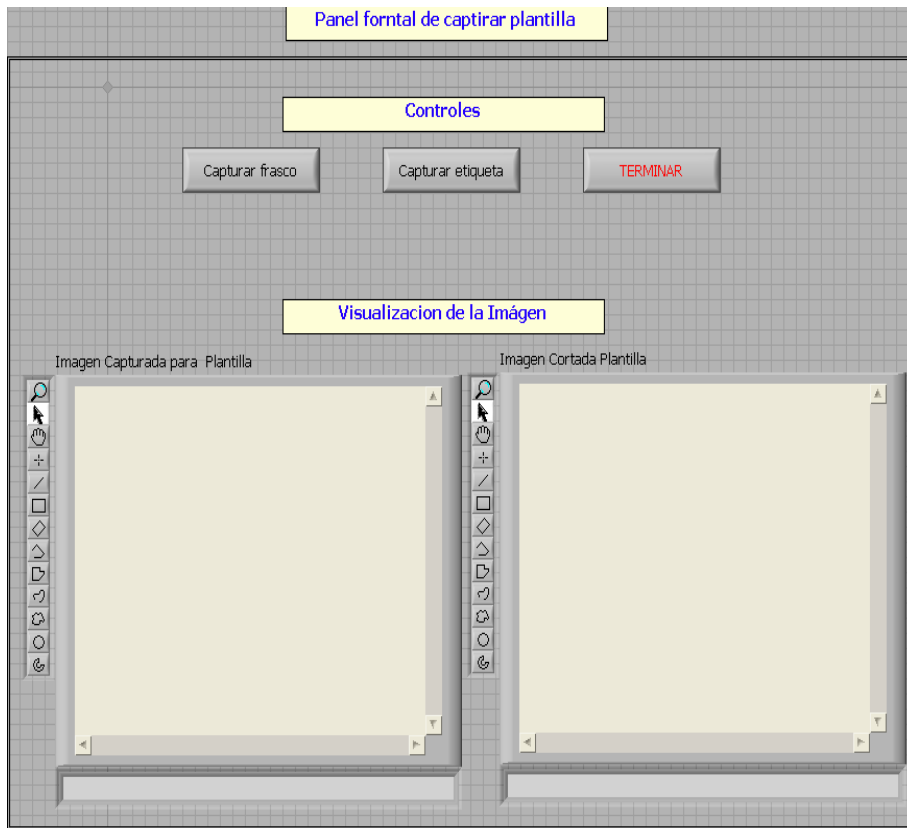 Panel forntal de captirar plantilla
Controles
Capturar frasco
Capturar etiqueta
TERMINAR
Visualizacion de la Imágen
Imagen Capturada para Plantilla
Imagen Cortada Plantilla